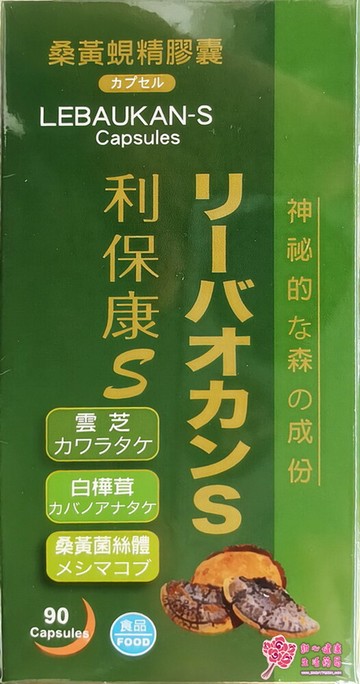 桑黃蜆精膠囊
カプセル
LEBAUKAN-S
Capsules
神祕的な森の成份
リーバオカンS
利保康S
雲芝
カワラタケ
白樺茸
カバノアナタケ
桑黃菌絲體
メシマコブ
90
Capsules
食品
FOOD